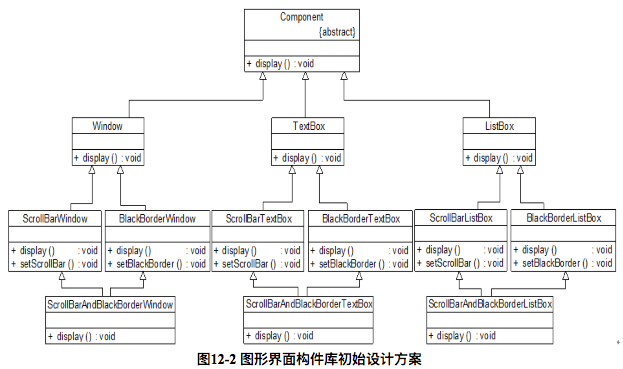 Component
{abstract}
+ display () : void
Window
TextBox
ListBox
+ display () : void
+ display () : void
+ display () : void
ScrollBarWindow
BlackBorderWindow
ScrollBarTextBox
BlackBorderTextBox
ScrollBarListBox
BlackBorderListBox
+ display () : void
+ setScrollBar () : void
+ display () : void
+ setBlackBorder () : void
+ display () : void
+ setScrollBar () : void
+ display () : void
+ setBlackBorder () : void
+ display () : void
+ setScrollBar () : void
+ display () : void
+ setBlackBorder () : void
ScrollBarAndBlackBorderWindow
ScrollBarAndBlackBorderTextBox
ScrollBarAndBlackBorderListBox
+ display () : void
+ display () : void
+ display () : void
图12-2 图形界面构件库初始设计方案